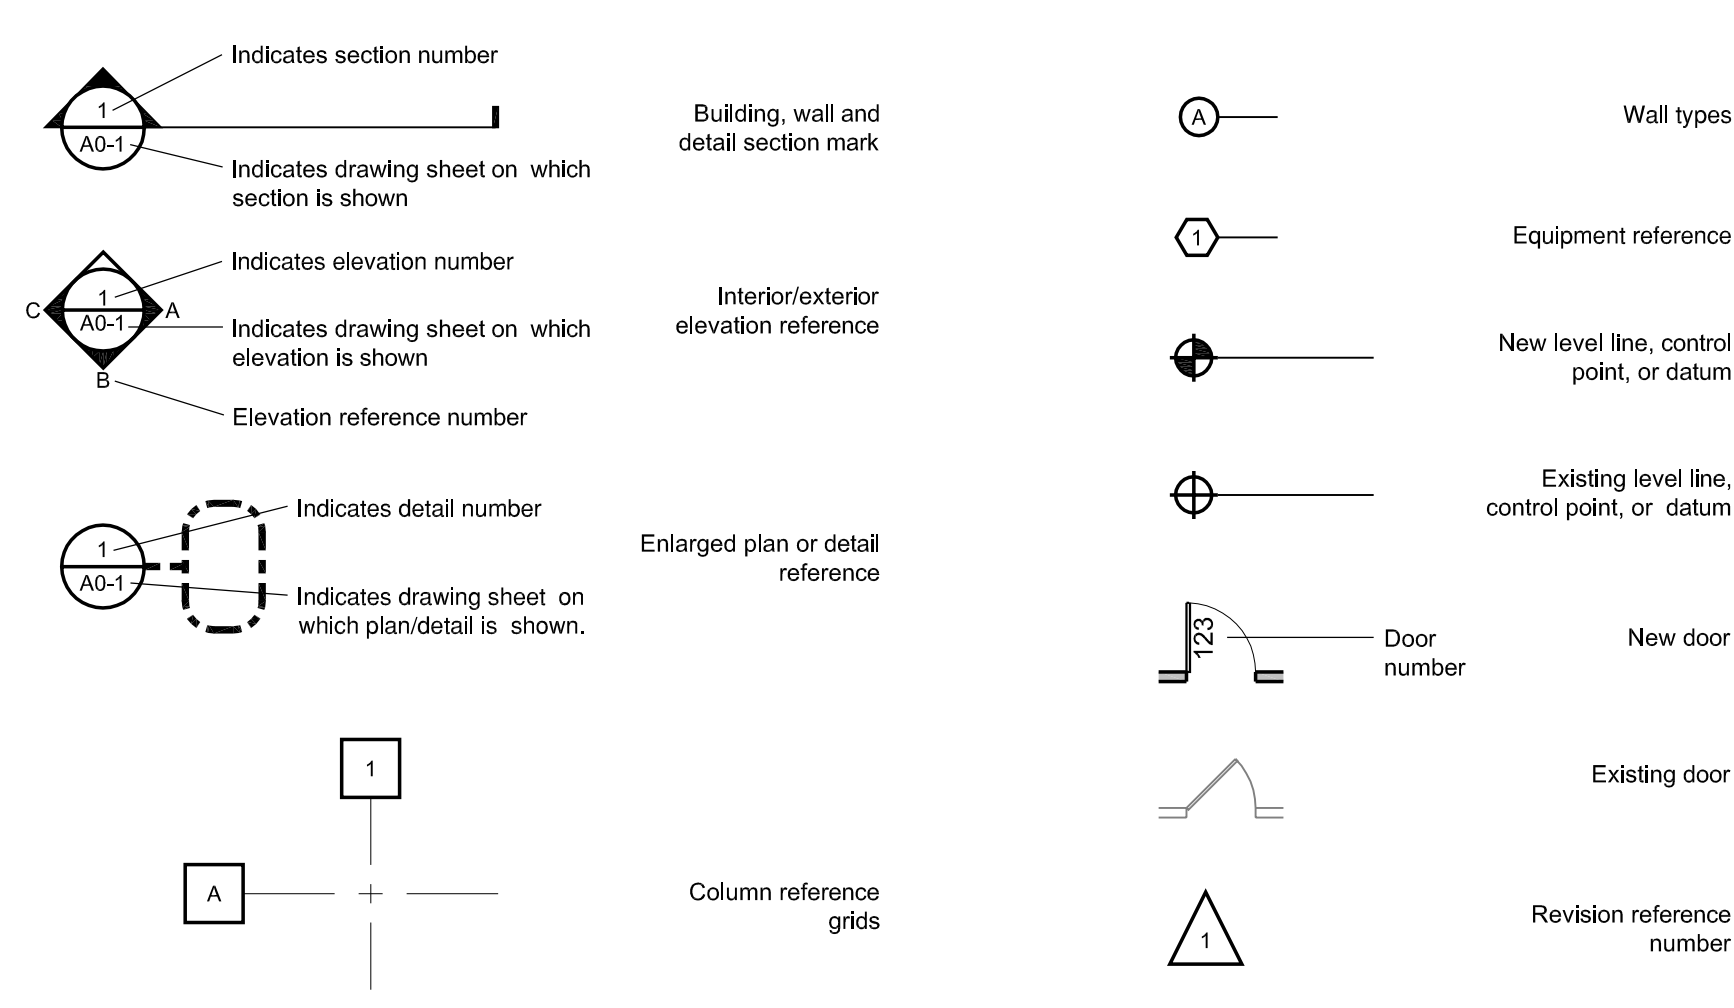 Indicates section number
1
A0-1
Indicates drawing sheet on which
section is shown
Building, wall and
detail section mark
Indicates elevation number
1
C
A
A0-1
Indicates drawing sheet on which
elevation is shown
B
Elevation reference number
Interior/exterior
elevation reference
Indicates detail number
1
A0-1
Indicates drawing sheet on
which plan/detail is shown.
Enlarged plan or detail
reference
1
A
Column reference
grids
A
Wall types
1
Equipment reference
New level line, control
point, or datum
Existing level line,
control point, or datum
123
Door
number
New door
Existing door
1
Revision reference
number